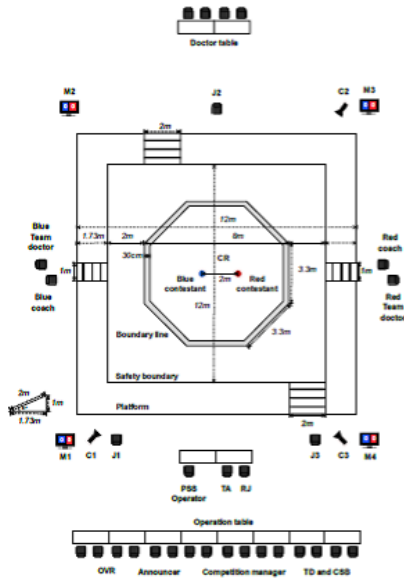 Doctor table
M2
J2
C2
M3
2m
12m
1.73m
2m
8m
Blue
Team
doctor
Red
coach
30cm
CR
3.3m
1m
Blue
contestant
2m
Red
contestant
1m
Blue
coach
Red
Team
doctor
12m
3.3m
Boundary line
Safety boundary
2m
1m
1.73m
Platform
2m
M1
C1
J1
J3
C3
M4
PSS
Operator
TA
RJ
Operation table
OVR
Announcer
Competition manager
TD and CSB